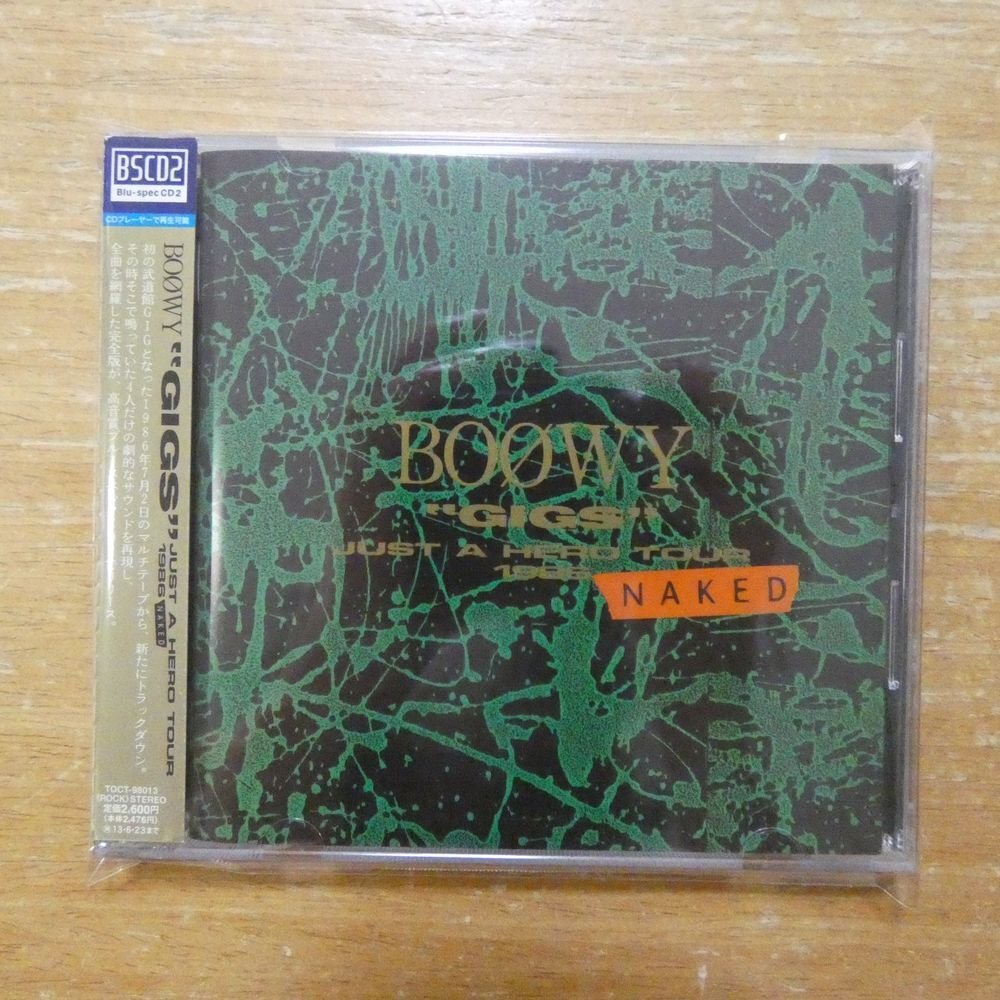 BSCD2
Blu-spec CD2
CDプレーヤーで再生可能
BOØWY "GIGS" JUST A HERO TOUR 1986 NAKED
初の武道館GIGとなった1986年7月2日のマルチテープから、新たにトラックダウン。
その時そこで鳴っていた4人だけの劇的なサウンドを再現し、
全曲を網羅した完全版が、高音質
TOCT-98013
(ROCK) STEREO
定価2,600円
(本体2,476円)
13・6・23まで
BOØWY
"GIGS"
JUST A HERO TOUR
1986
NAKED